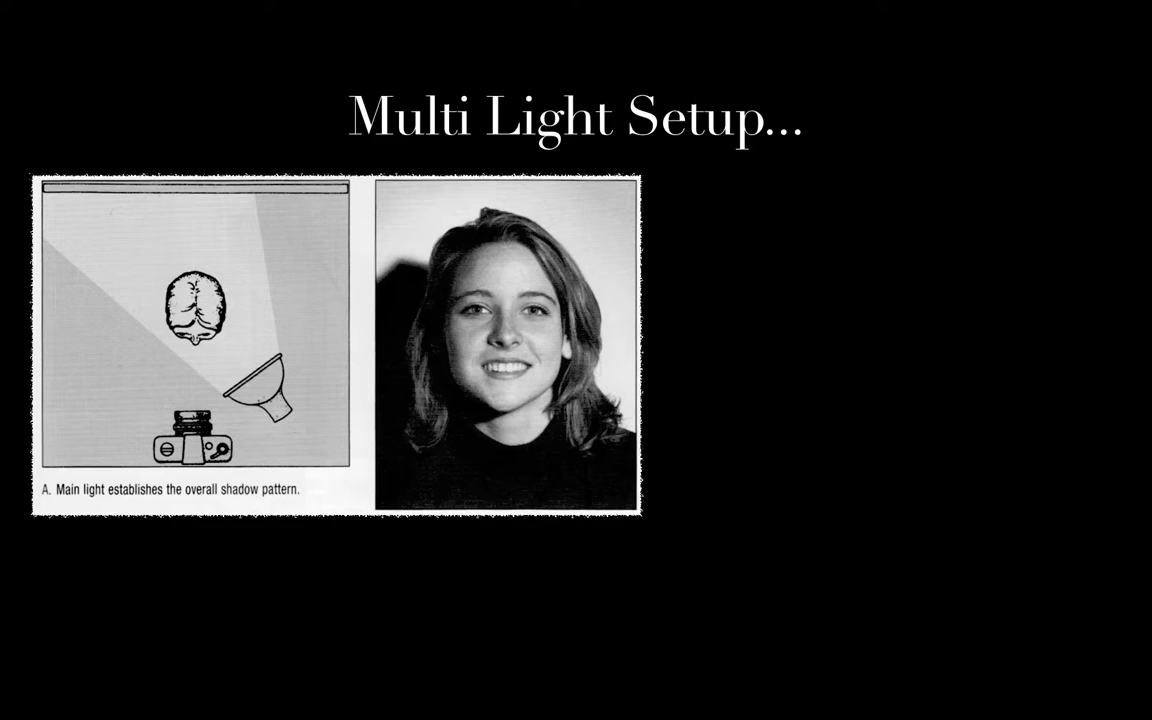 Multi Light Setup...
A. Main light establishes the overall shadow pattern.